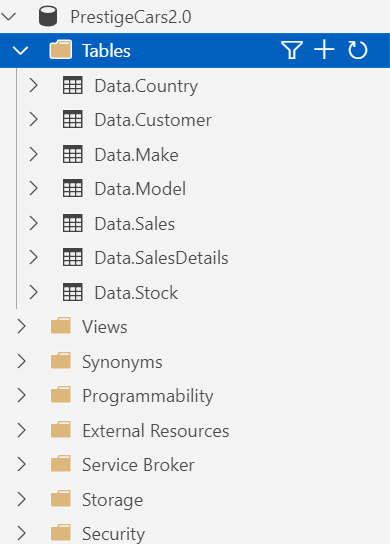 PrestigeCars2.0
Tables
Data.Country
Data.Customer
Data.Make
Data.Model
Data.Sales
Data.SalesDetails
Data.Stock
Views
Synonyms
Programmability
External Resources
Service Broker
Storage
Security